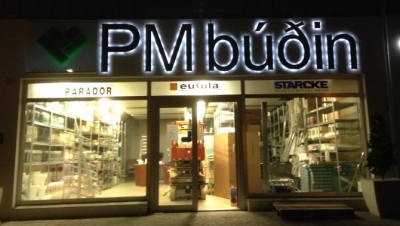 PM búðin
PARADOR
eukula
STARCKE